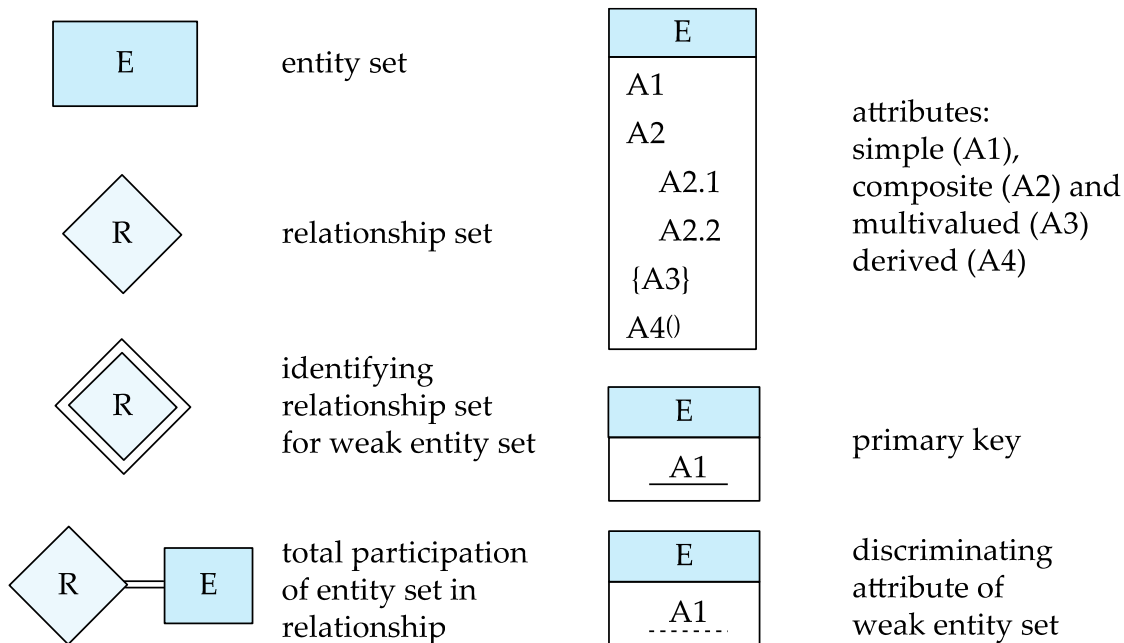 E
entity set
R
relationship set
R
identifying
relationship set
for weak entity set
R
E
total participation
of entity set in
relationship
E
A1
A2
A2.1
A2.2
{A3}
A4()
attributes:
simple (A1),
composite (A2) and
multivalued (A3)
derived (A4)
E
A1
primary key
E
A1
discriminating
attribute of
weak entity set